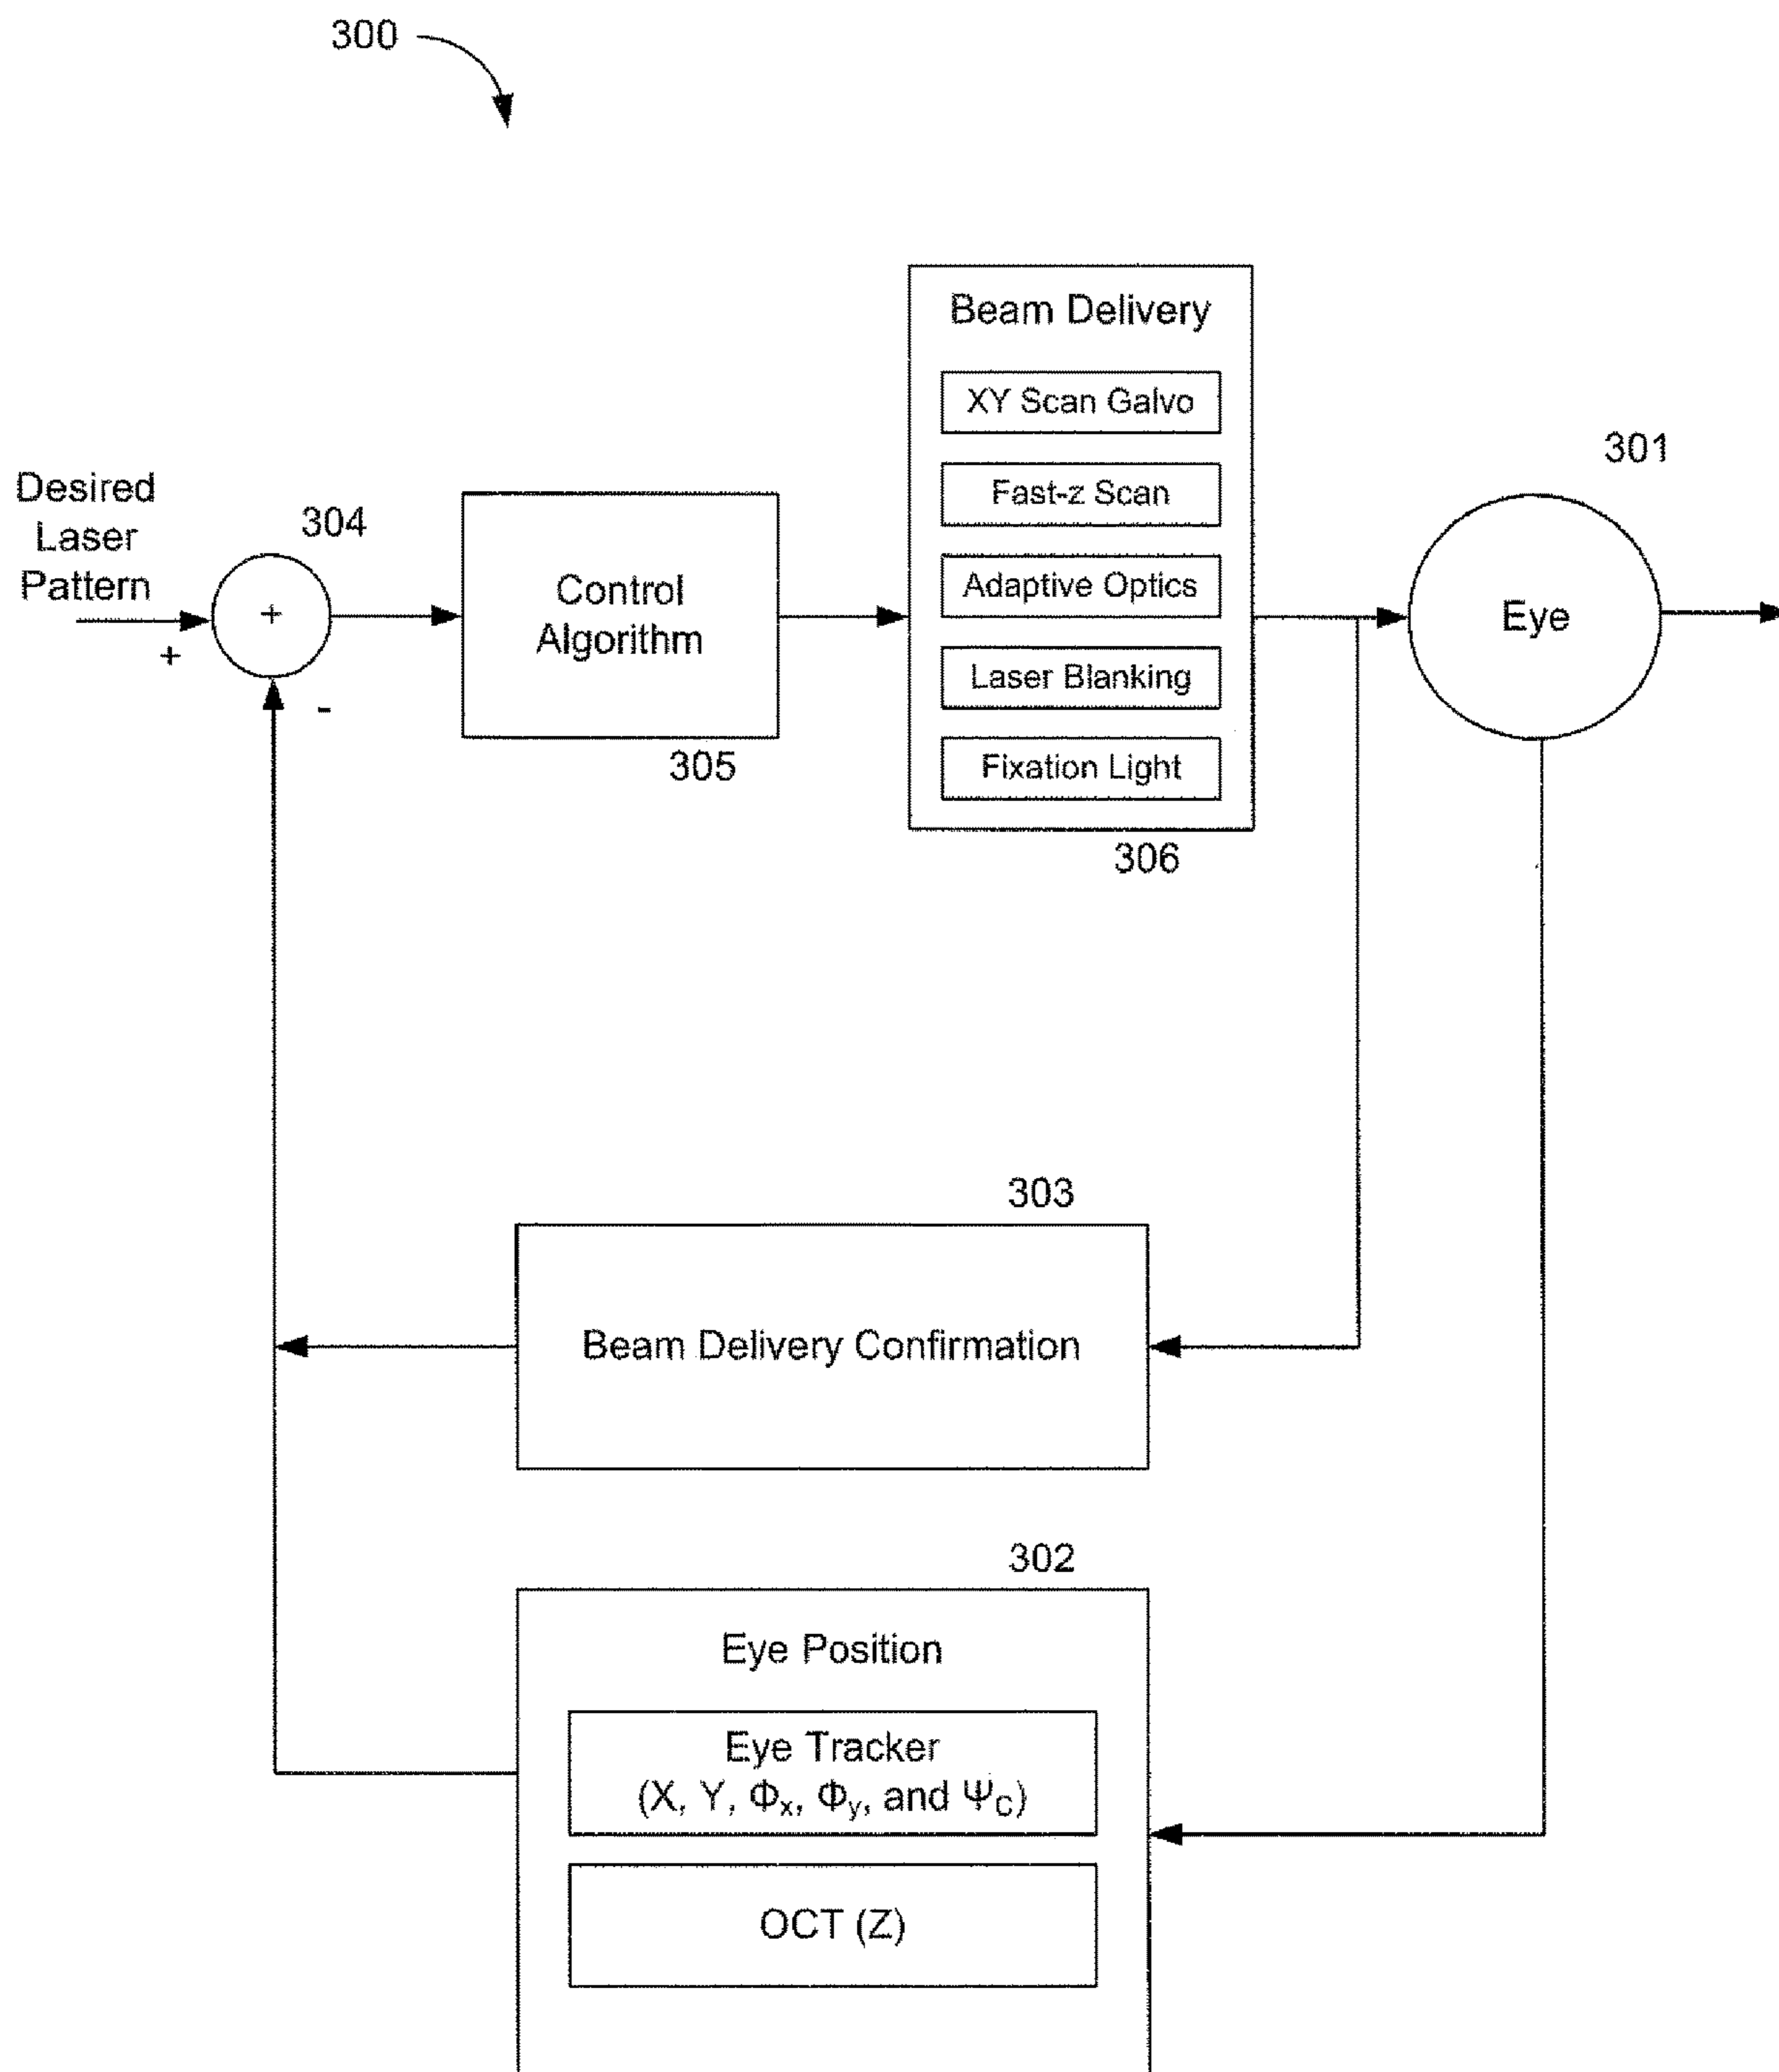 300
Beam Delivery
XY Scan Galvo
Fast-z Scan
Adaptive Optics
Laser Blanking
Fixation Light
306
301
Eye
Desired
Laser
Pattern
+
304
+
-
Control
Algorithm
305
303
Beam Delivery Confirmation
302
Eye Position
Eye Tracker
(X, Y, Φx, Φy, and ΨC)
OCT (Z)